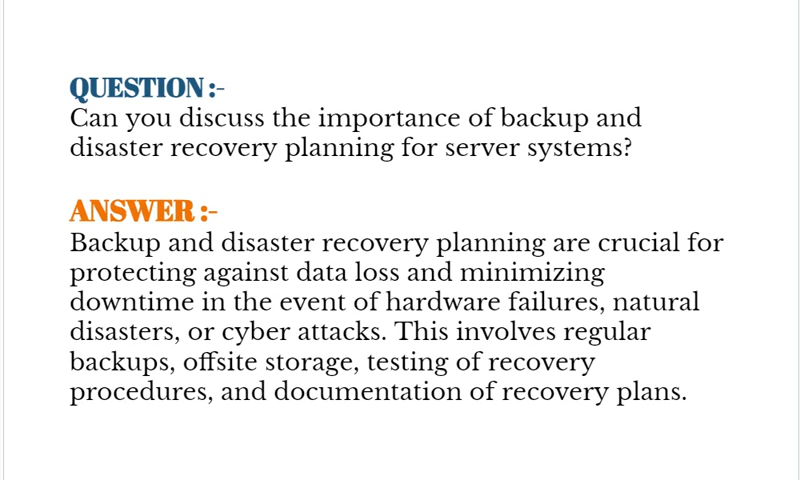 QUESTION :-
Can you discuss the importance of backup and
disaster recovery planning for server systems?
ANSWER :-
Backup and disaster recovery planning are crucial for
protecting against data loss and minimizing
downtime in the event of hardware failures, natural
disasters, or cyber attacks. This involves regular
backups, offsite storage, testing of recovery
procedures, and documentation of recovery plans.